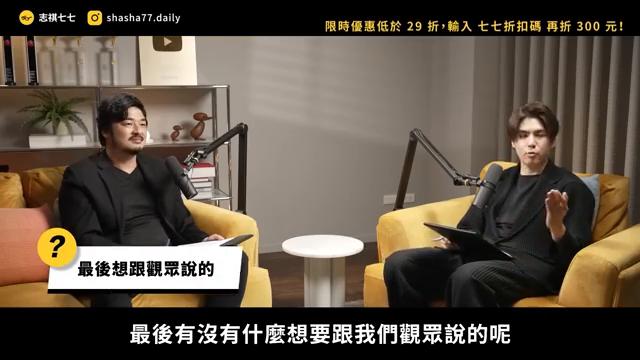 志祺七七
shasha77.daily
限時優惠低於 29 折，輸入 七七折扣碼 再折 300 元！
?
最後想跟觀眾說的
最後有沒有什麼想要跟我們觀眾說的呢